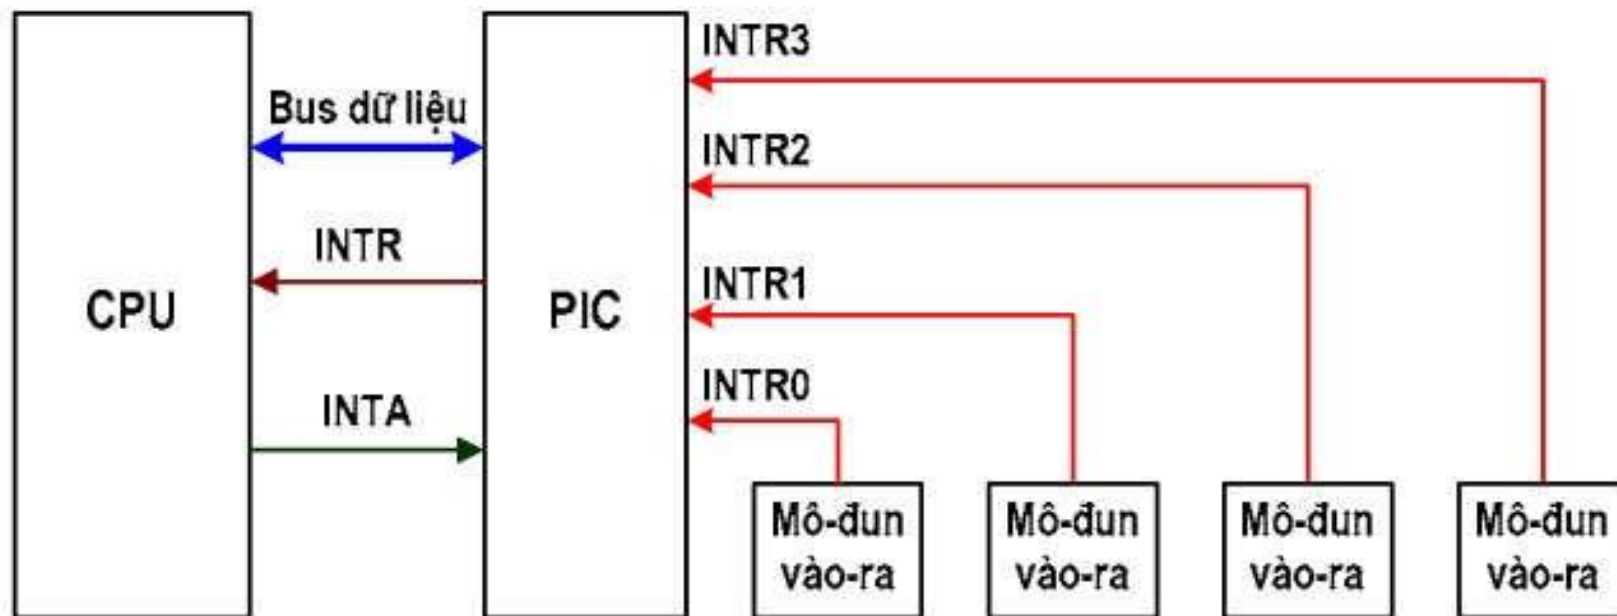 INTR3
Bus dữ liệu
INTR2
INTR
CPU
PIC
INTR1
INTA
INTR0
Mô-đun
vào-ra
Mô-đun
vào-ra
Mô-đun
vào-ra
Mô-đun
vào-ra